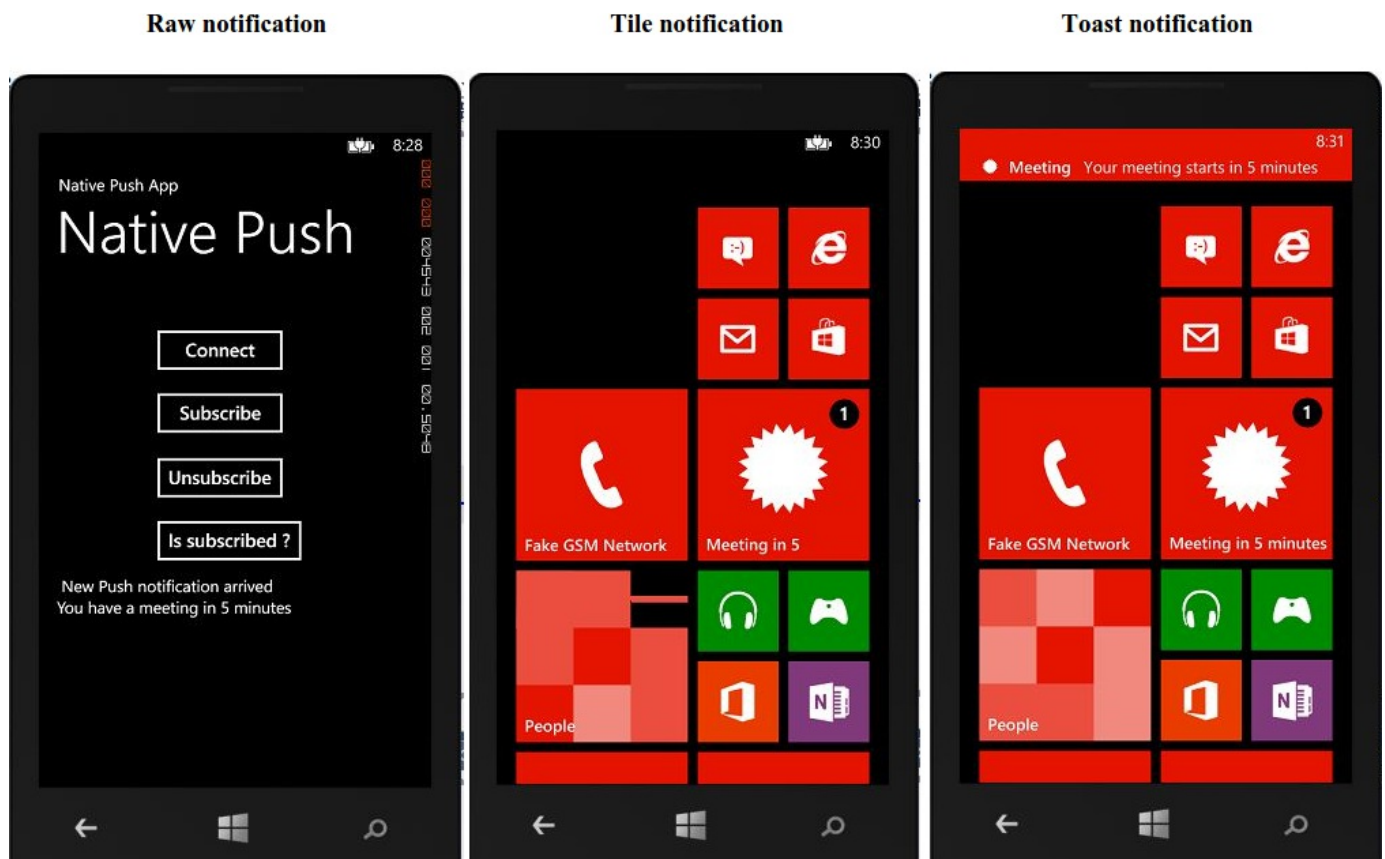 Raw notification
Tile notification
Toast notification
8:28
Native Push App
Native Push
Connect
Subscribe
Unsubscribe
Is subscribed ?
New Push notification arrived
You have a meeting in 5 minutes
8:30
1
Fake GSM Network
Meeting in 5
People
N
8:31
Meeting Your meeting starts in 5 minutes
1
Fake GSM Network
Meeting in 5 minutes
People
N